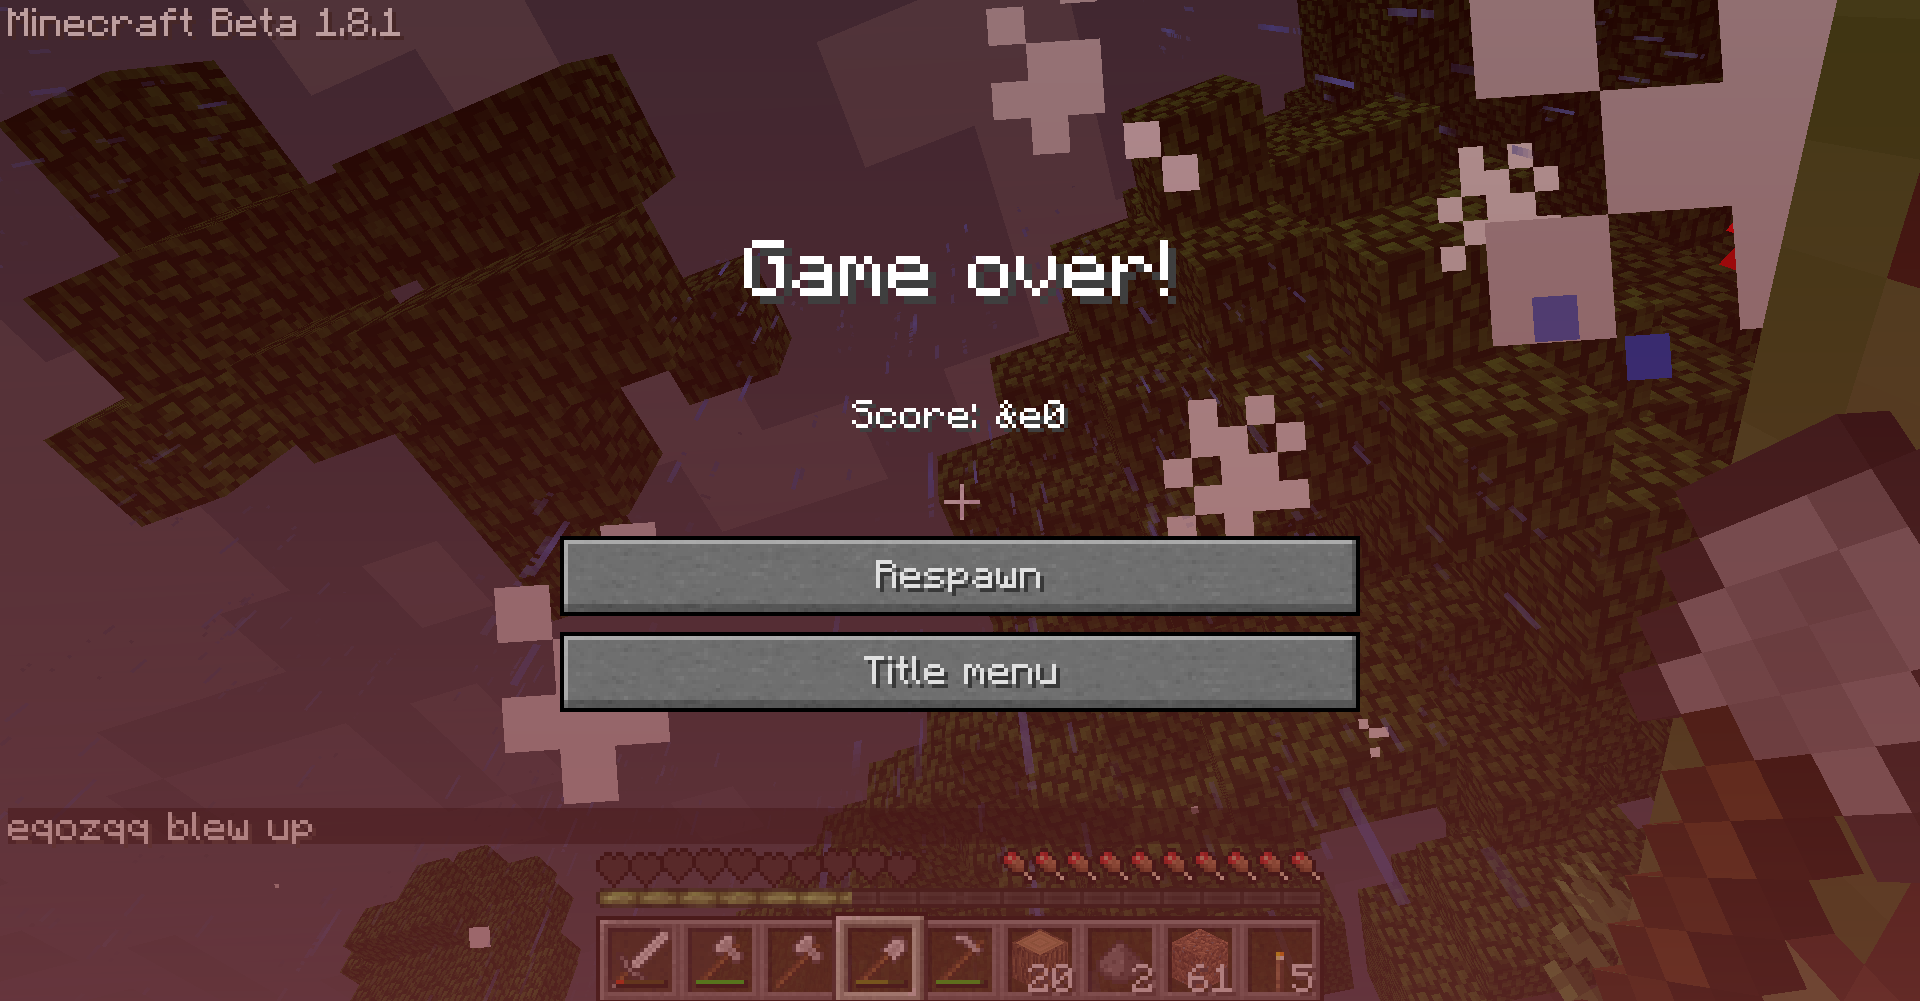 Minecraft Beta 1.8.1
Game over!
Score: &e0
Respawn
Title menu
eqozqq blew up
20 2 61 5